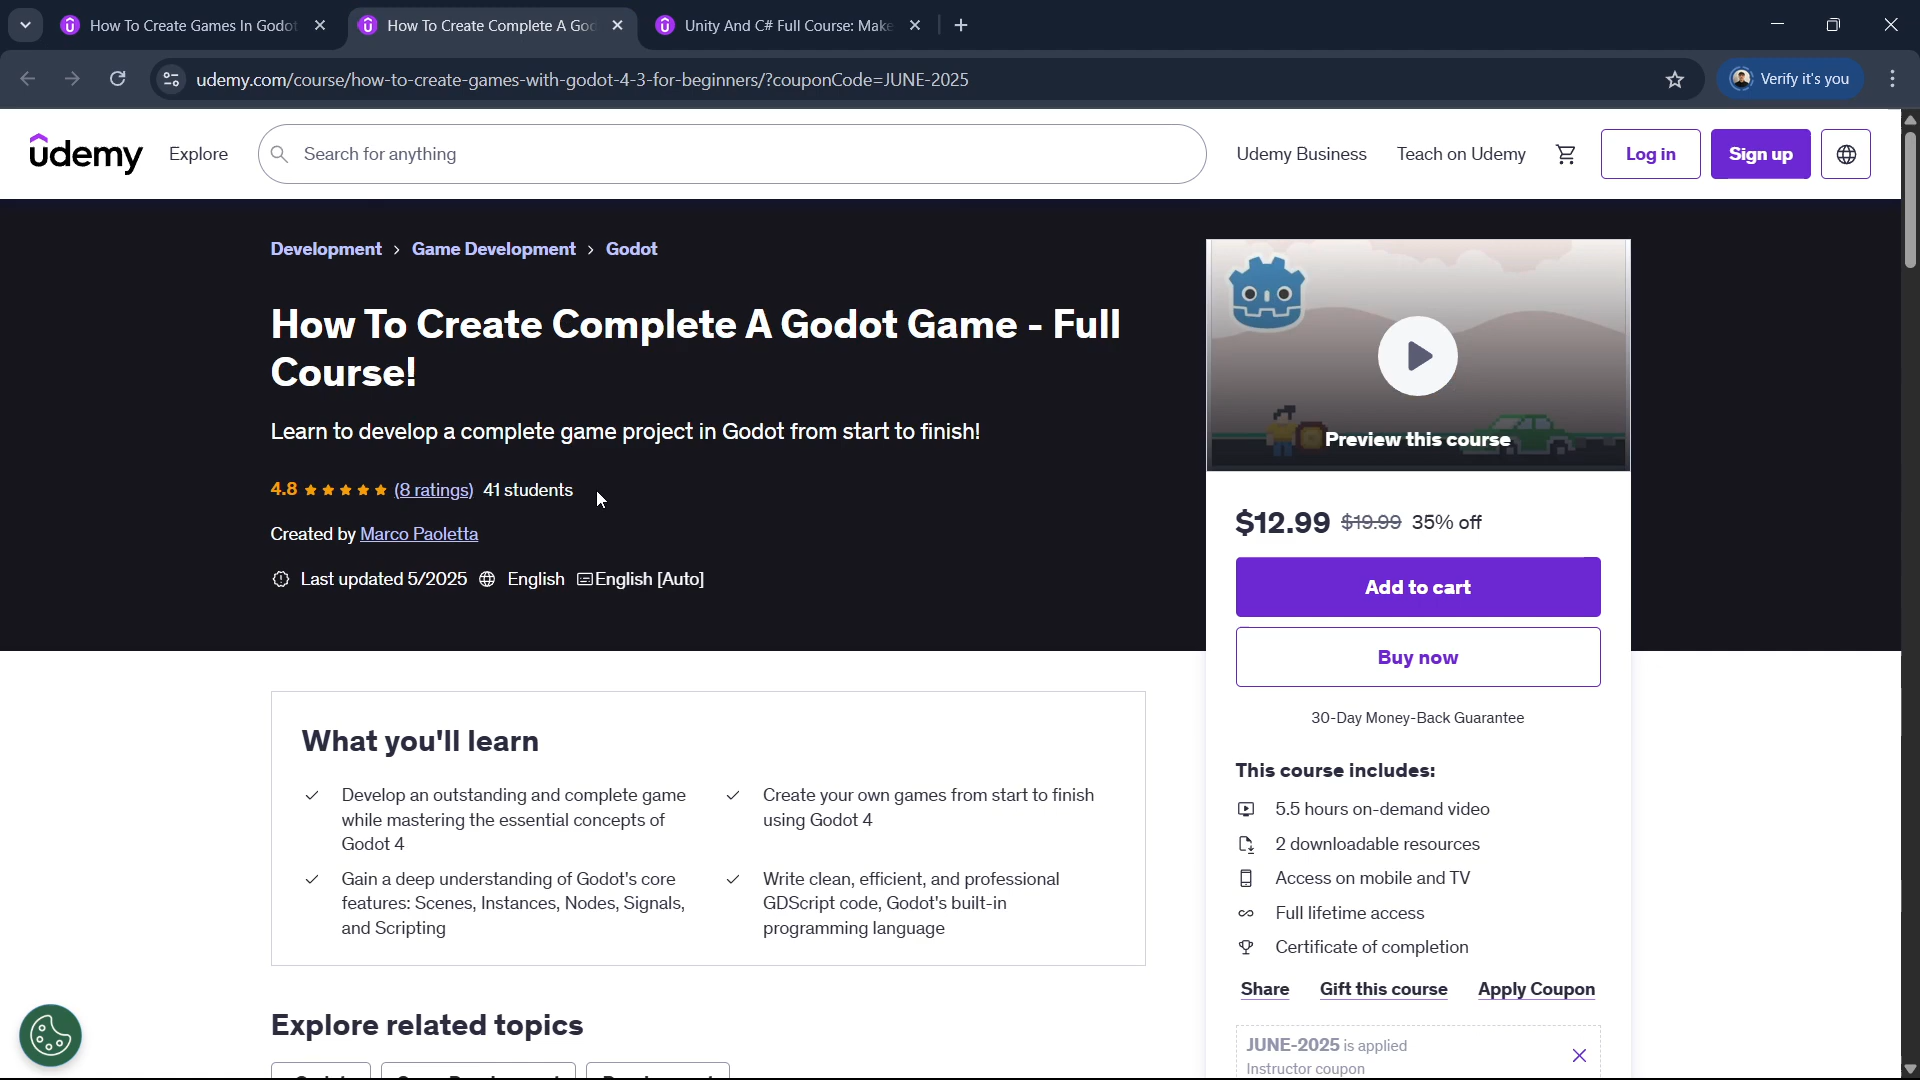 How To Create Games In Godot
How To Create Complete A God
Unity And C# Full Course: Make
udemy.com/course/how-to-create-games-with-godot-4-3-for-beginners/?couponCode=JUNE-2025
Verify it's you
udemy
Explore
Search for anything
Udemy Business
Teach on Udemy
Log in
Sign up
Development > Game Development > Godot
How To Create Complete A Godot Game - Full
Course!
Learn to develop a complete game project in Godot from start to finish!
4.8 (8 ratings) 41 students
Created by Marco Paoletta
Last updated 5/2025 English English [Auto]
Preview this course
$12.99 $19.99 35% off
Add to cart
Buy now
30-Day Money-Back Guarantee
This course includes:
5.5 hours on-demand video
2 downloadable resources
Access on mobile and TV
Full lifetime access
Certificate of completion
Share Gift this course Apply Coupon
JUNE-2025 is applied
Instructor coupon
What you'll learn
Develop an outstanding and complete game
while mastering the essential concepts of
Godot 4
Create your own games from start to finish
using Godot 4
Gain a deep understanding of Godot's core
features: Scenes, Instances, Nodes, Signals,
and Scripting
Write clean, efficient, and professional
GDScript code, Godot's built-in
programming language
Explore related topics